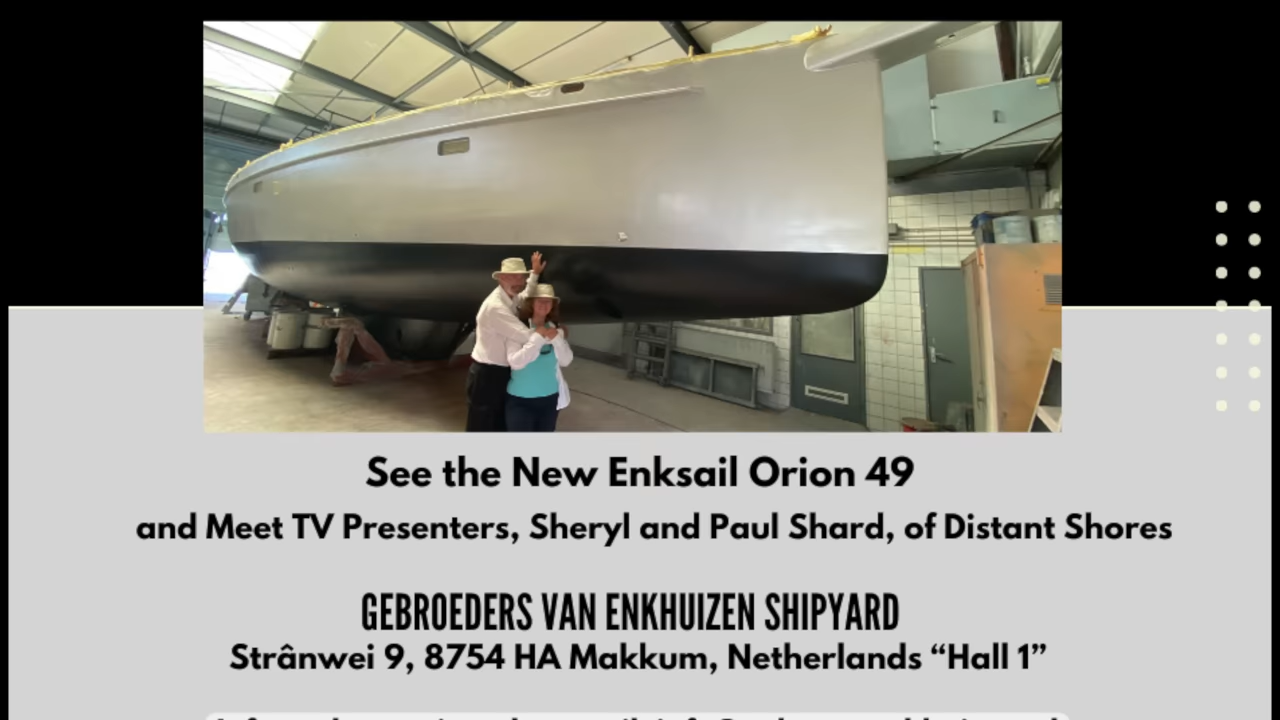 See the New Enksail Orion 49
and Meet TV Presenters, Sheryl and Paul Shard, of Distant Shores
GEBROEDERS VAN ENKHUIZEN SHIPYARD
Strânwei 9, 8754 HA Makkum, Netherlands “Hall 1”